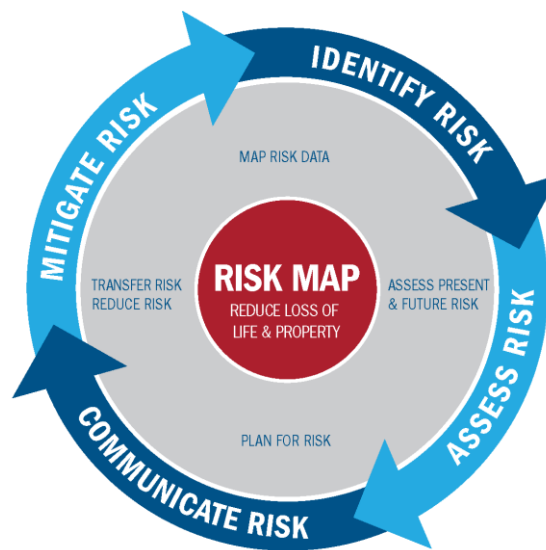 IDENTIFY RISK
ASSESS RISK
COMMUNICATE RISK
MITIGATE RISK
MAP RISK DATA
ASSESS PRESENT
& FUTURE RISK
PLAN FOR RISK
TRANSFER RISK
REDUCE RISK
RISK MAP
REDUCE LOSS OF
LIFE & PROPERTY